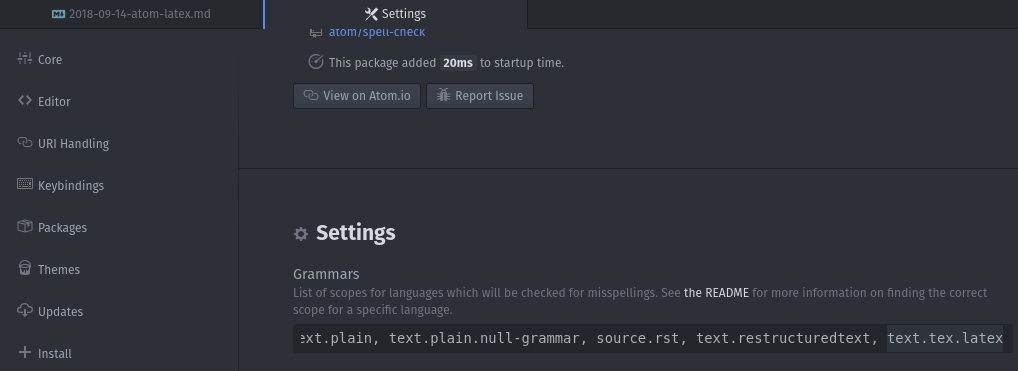 2018-09-14-atom-latex.md
Settings
Core
Editor
URI Handling
Keybindings
Packages
Themes
Updates
Install
atom/spell-check
This package added 20ms to startup time.
View on Atom.io
Report Issue
Settings
Grammars
List of scopes for languages which will be checked for misspellings. See the README for more information on finding the correct
scope for a specific language.
ext.plain, text.plain.null-grammar, source.rst, text.restructuredtext, text.tex.latex